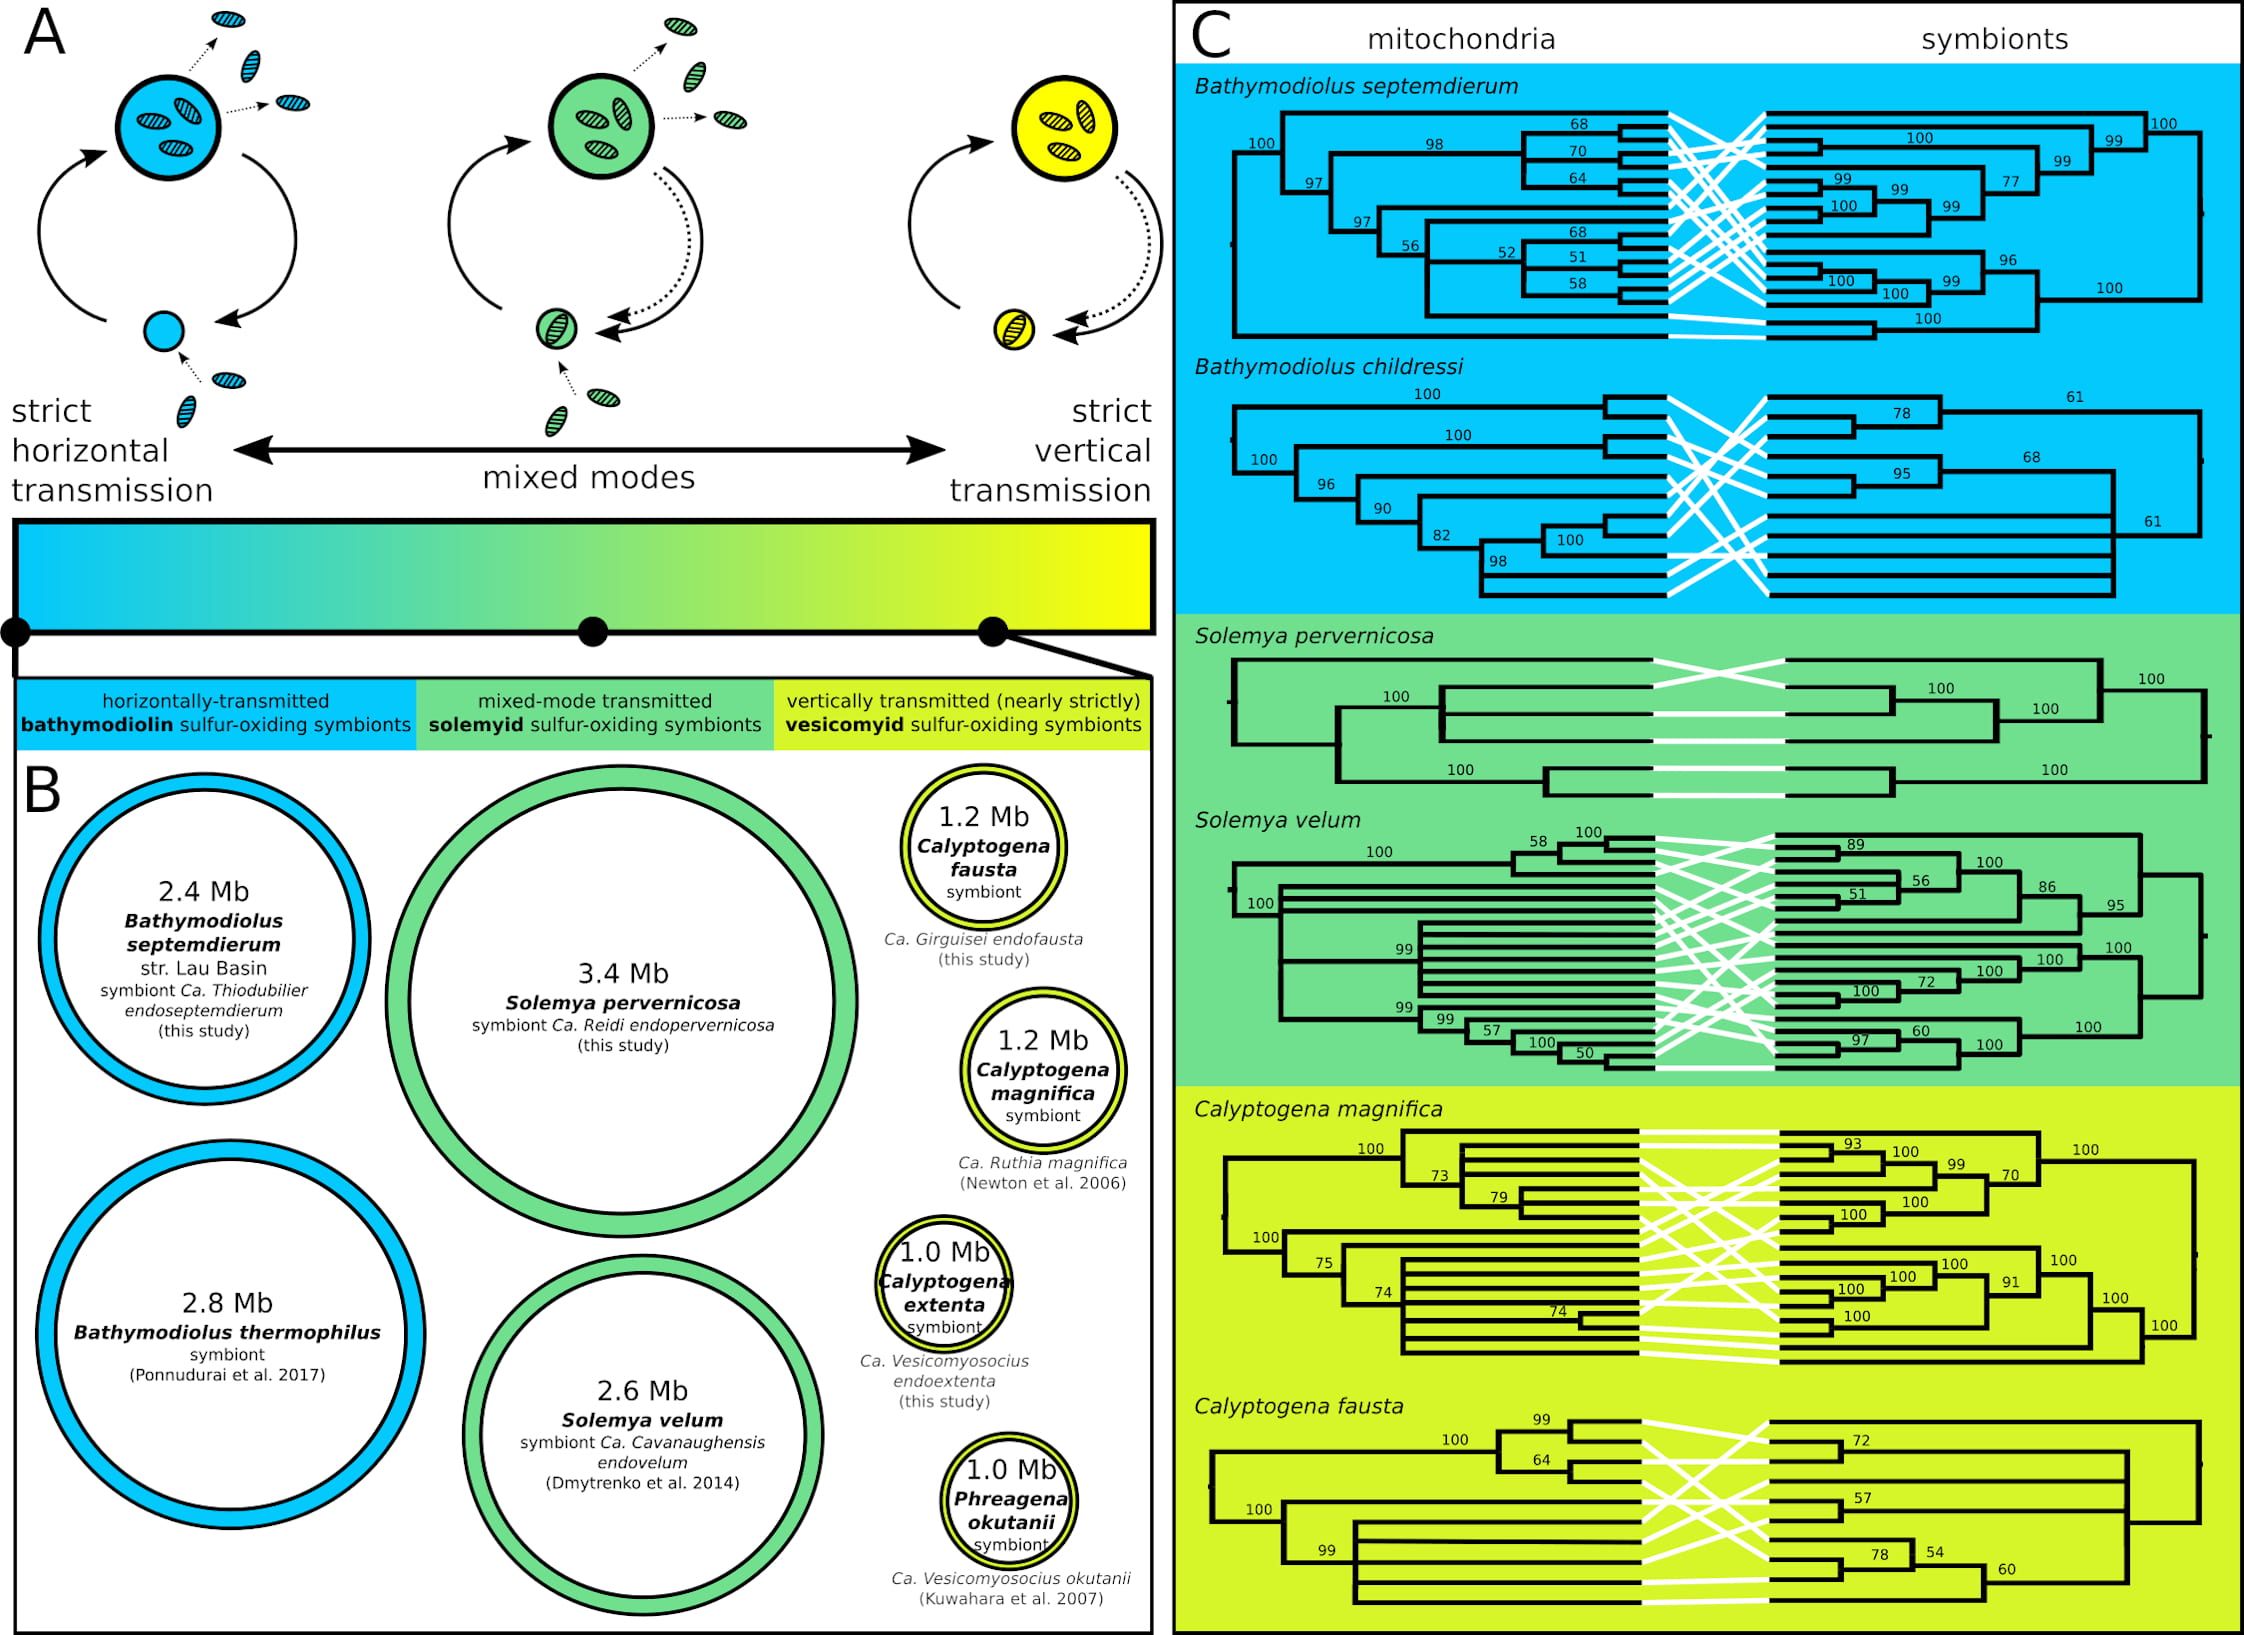 A
strict
horizontal
transmission
mixed modes
strict
vertical
transmission
horizontally-transmitted
bathymodiolin sulfur-oxiding symbionts
mixed-mode transmitted
solemyid sulfur-oxiding symbionts
vertically transmitted (nearly strictly)
vesicomyid sulfur-oxiding symbionts
B
2.4 Mb
Bathymodiolus
septemdierum
str. Lau Basin
symbiont Ca. Thiodubilier
endoseptemdierum
(this study)
2.8 Mb
Bathymodiolus thermophilus
symbiont
(Ponnudurai et al. 2017)
3.4 Mb
Solemya pervernicosa
symbiont Ca. Reidi endopervernicosa
(this study)
2.6 Mb
Solemya velum
symbiont Ca. Cavanaughensis
endovelum
(Dmytrenko et al. 2014)
1.2 Mb
Calyptogena
fausta
symbiont
Ca. Girguisei endofausta
(this study)
1.2 Mb
Calyptogena
magnifica
symbiont
Ca. Ruthia magnifica
(Newton et al. 2006)
1.0 Mb
Calyptogena
extenta
symbiont
Ca. Vesicomyosocius
endoextenta
(this study)
1.0 Mb
Phreagena
okutanii
symbiont
Ca. Vesicomyosocius okutanii
(Kuwahara et al. 2007)
C
mitochondria
symbionts
Bathymodiolus septemdierum
100
97
98
68
70
64
97
56
52
68
51
58
100
99
100
99
77
99
99
100
99
96
100
100
99
100
100
Bathymodiolus childressi
100
100
100
96
90
82
100
98
61
78
68
95
61
Solemya pervernicosa
100
100
100
100
100
100
Solemya velum
100
58
100
100
99
99
99
57
100
50
89
100
56
51
86
95
100
100
100
72
100
100
60
97
100
Calyptogena magnifica
100
73
79
100
75
74
74
93
100
99
70
100
100
100
100
100
100
100
91
100
100
100
Calyptogena fausta
99
100
64
100
99
72
57
78
54
60